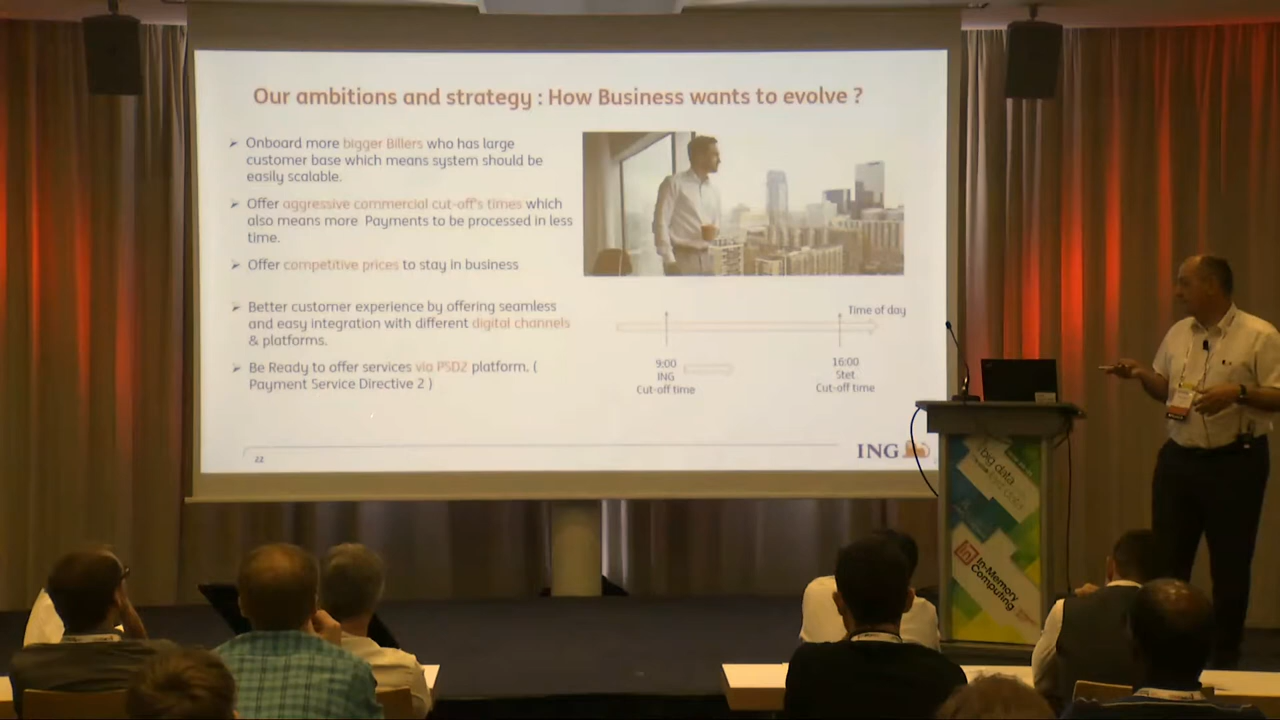 Our ambitions and strategy : How Business wants to evolve ?
Onboard more bigger Billers who has large
customer base which means system should be
easily scalable.
Offer aggressive commercial cut-off's times which
also means more Payments to be processed in less
time.
Offer competitive prices to stay in business
Better customer experience by offering seamless
and easy integration with different digital channels
& platforms.
Be Ready to offer services via PSD2 platform, (
Payment Service Directive 2 )
Time of day
9:00
ING
Cut-off time
16:00
Stet
Cut-off time
22
ING
big data
In-Memory
Computing